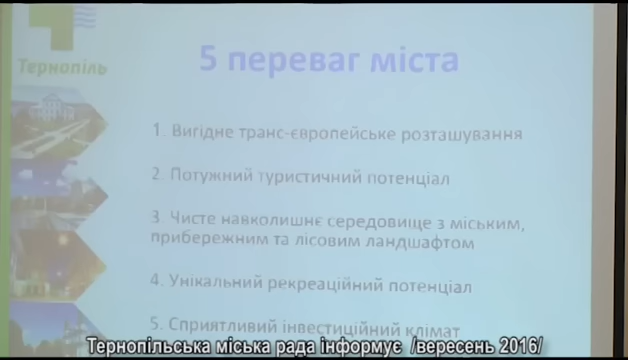 Тернопіль
5 переваг міста
1. Вигідне транс-європейське розташування
2. Потужний туристичний потенціал
3. Чисте навколишнє середовище з міським,
прибережним та лісовим ландшафтом
4. Унікальний рекреаційний потенціал
5. Сприятливий інвестиційний клімат
Тернопільська міська рада інформує /вересень 2016/